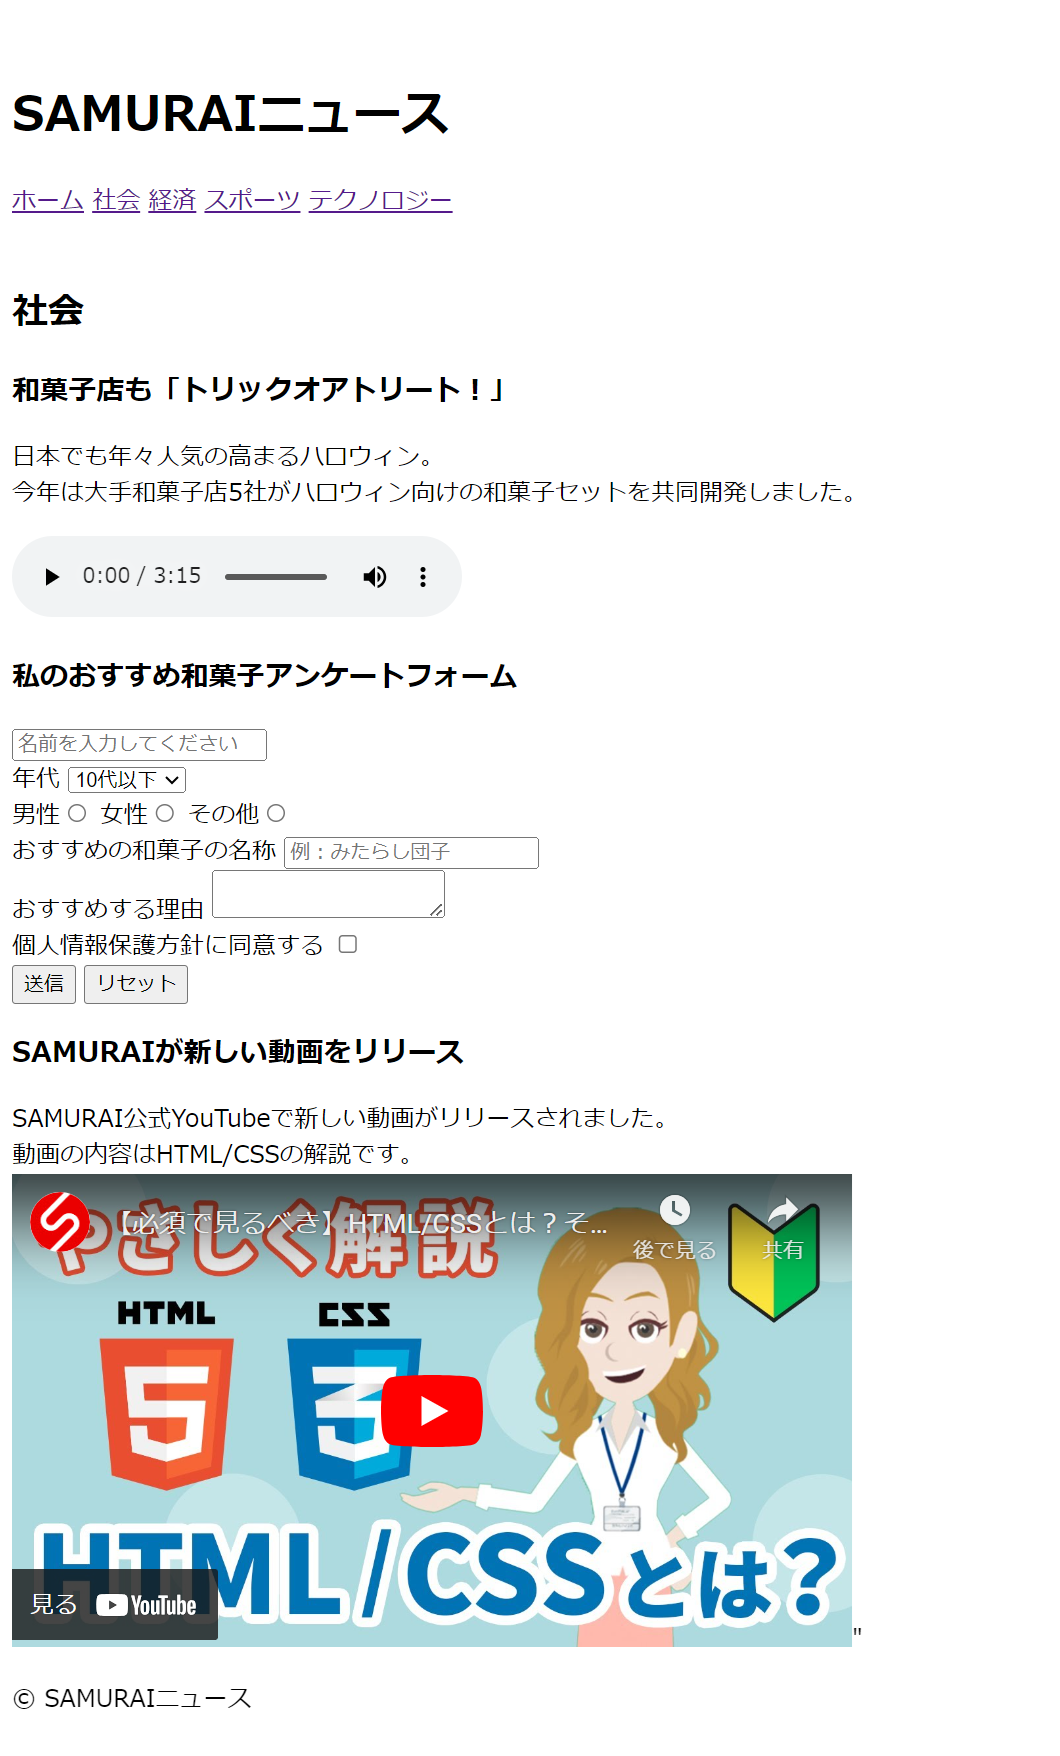 SAMURAIニュース
ホーム 社会 経済 スポーツ テクノロジー
社会
和菓子店も「トリックオアトリート！」
日本でも年々人気の高まるハロウィン。
今年は大手和菓子店5社がハロウィン向けの和菓子セットを共同開発しました。
0:00 / 3:15
私のおすすめ和菓子アンケートフォーム
名前を入力してください
年代 10代以下
男性 女性 その他
おすすめの和菓子の名称 例：みたらし団子
おすすめする理由
個人情報保護方針に同意する
送信 リセット
SAMURAIが新しい動画をリリース
SAMURAI公式YouTubeで新しい動画がリリースされました。
動画の内容はHTML/CSSの解説です。
【必須で見るべき】HTML/CSSとは？そ...
後で見る 共有
やさしく解説
HTML CSS
5 3
HTML/CSSとは？
見る YouTube
"
© SAMURAIニュース